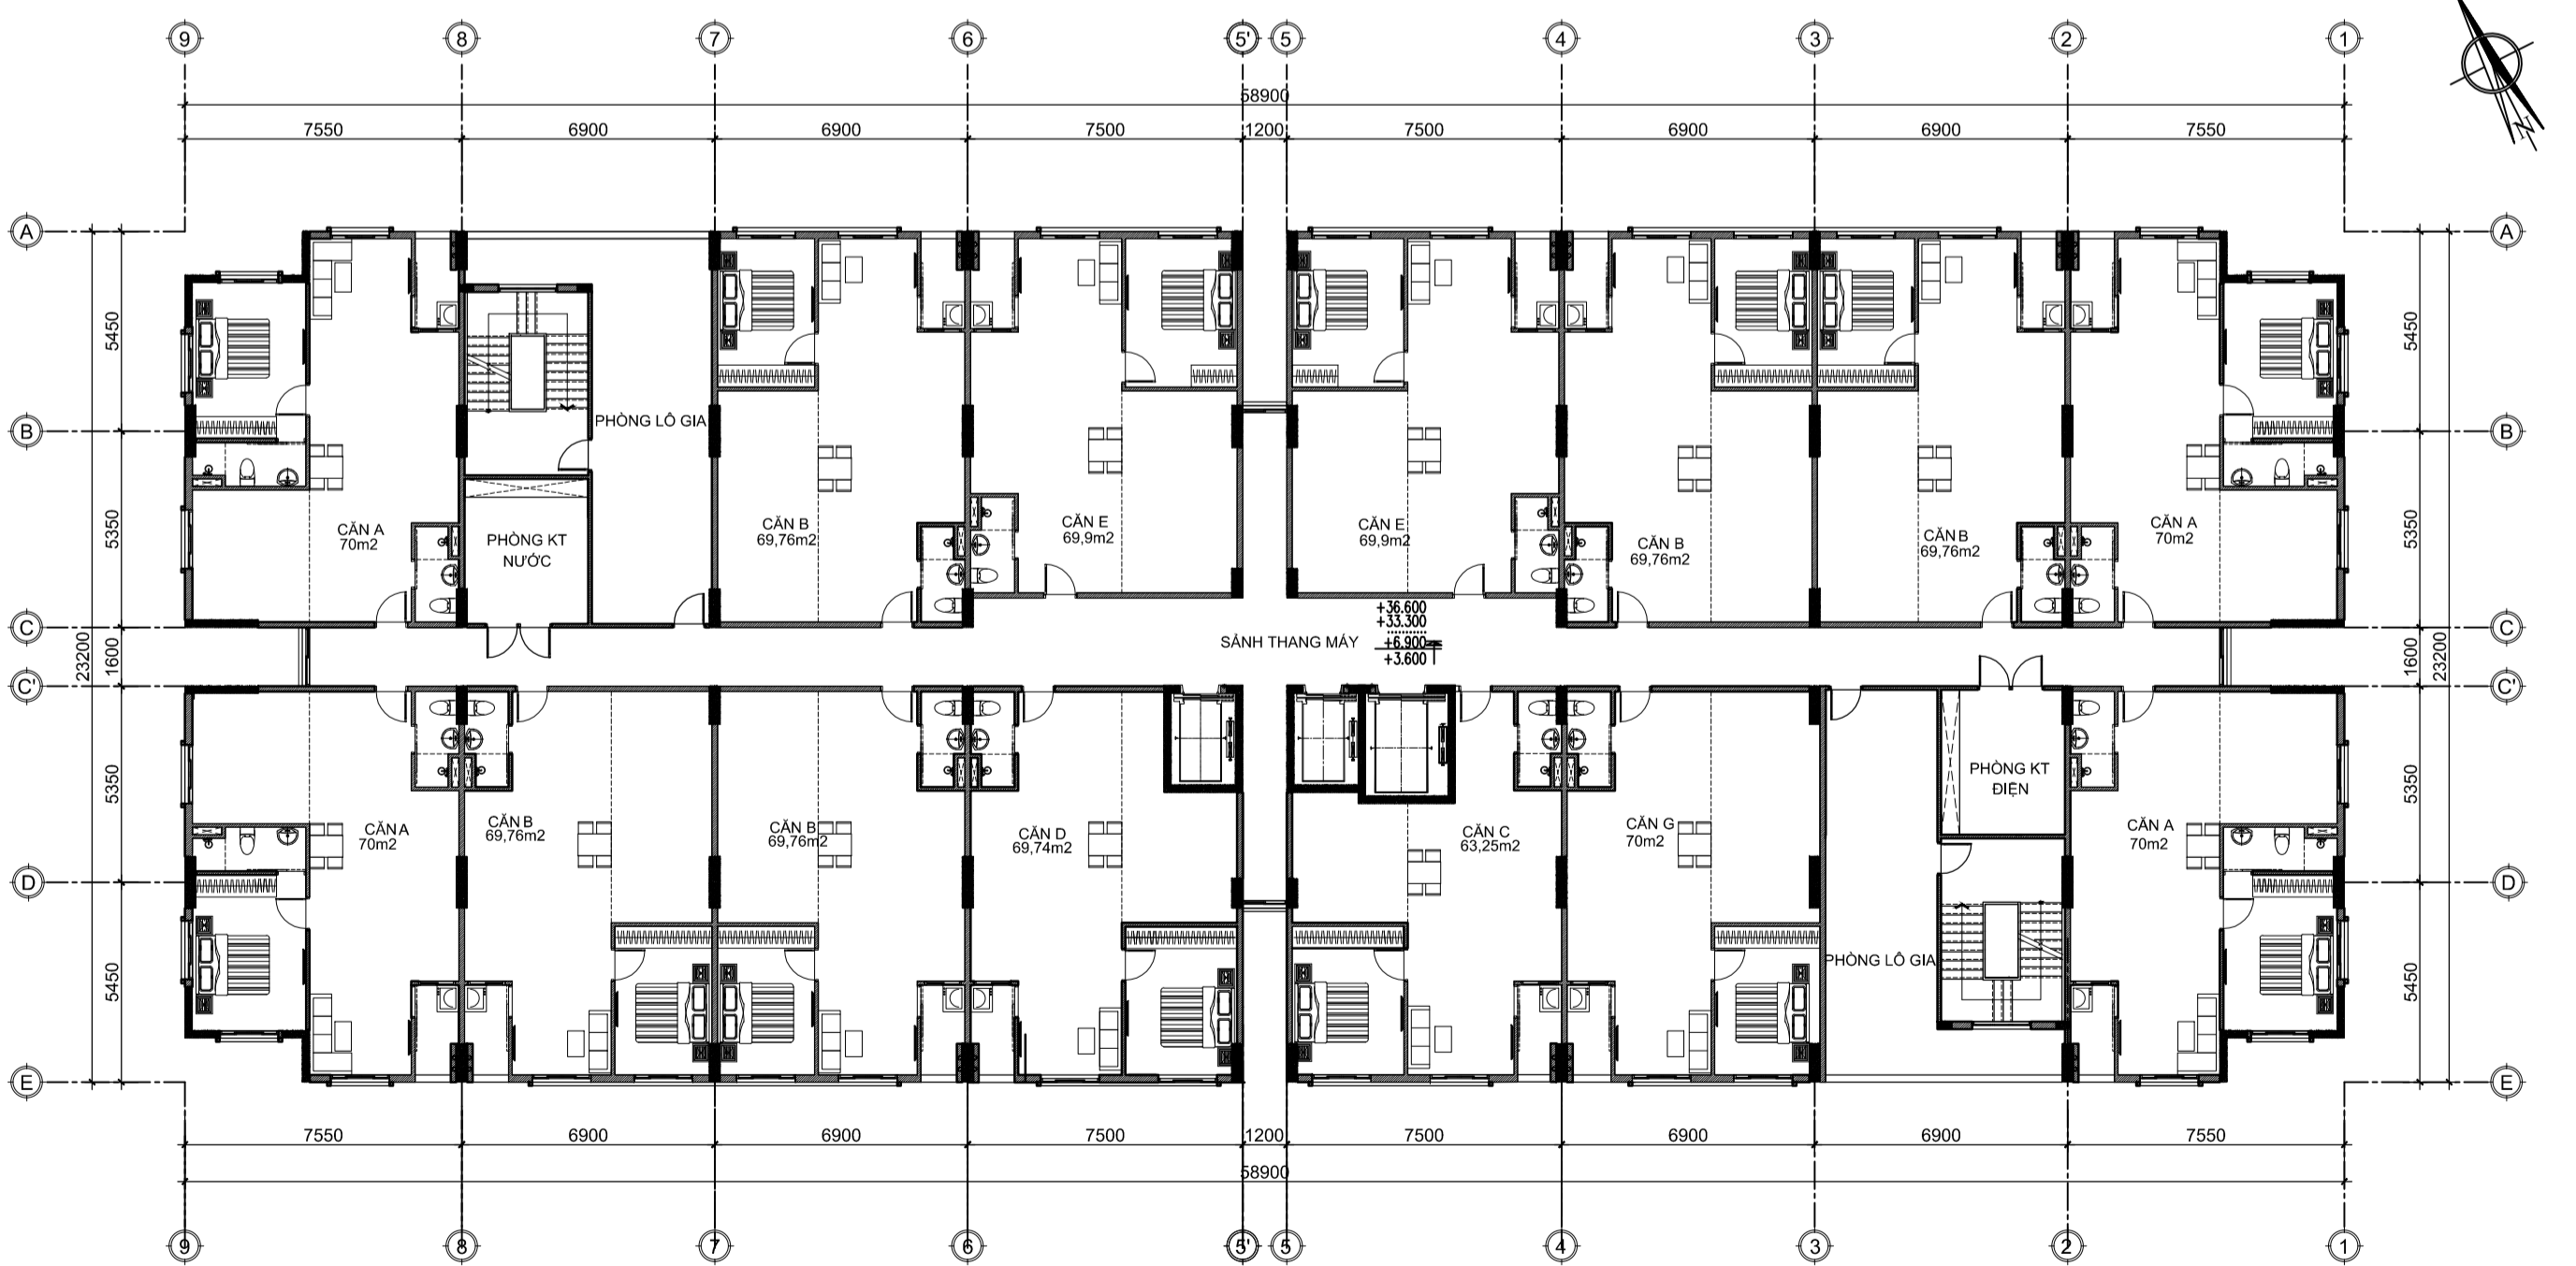 9 8 7 6 5' 5 4 3 2 1
N
58900
7550 6900 6900 7500 1200 7500 6900 6900 7550
A A
5450 5450
B PHÒNG LÔ GIA B
5350 5350
CĂN A
70m2
PHÒNG KT
NƯỚC
CĂN B
69,76m2
CĂN E
69,9m2
CĂN E
69,9m2
CĂN B
69,76m2
CĂN B
69,76m2
CĂN A
70m2
C C
23200 1600 1600 23200
SẢNH THANG MÁY
+36.600
+33.300
..........
+6.900
+3.600
C' C'
5350 5350
CĂN A
70m2
CĂN B
69,76m2
CĂN B
69,76m2
CĂN D
69,74m2
CĂN C
63,25m2
CĂN G
70m2
PHÒNG KT
ĐIỆN
CĂN A
70m2
D D
5450 PHÒNG LÔ GIA 5450
E E
7550 6900 6900 7500 1200 7500 6900 6900 7550
58900
9 8 7 6 5' 5 4 3 2 1